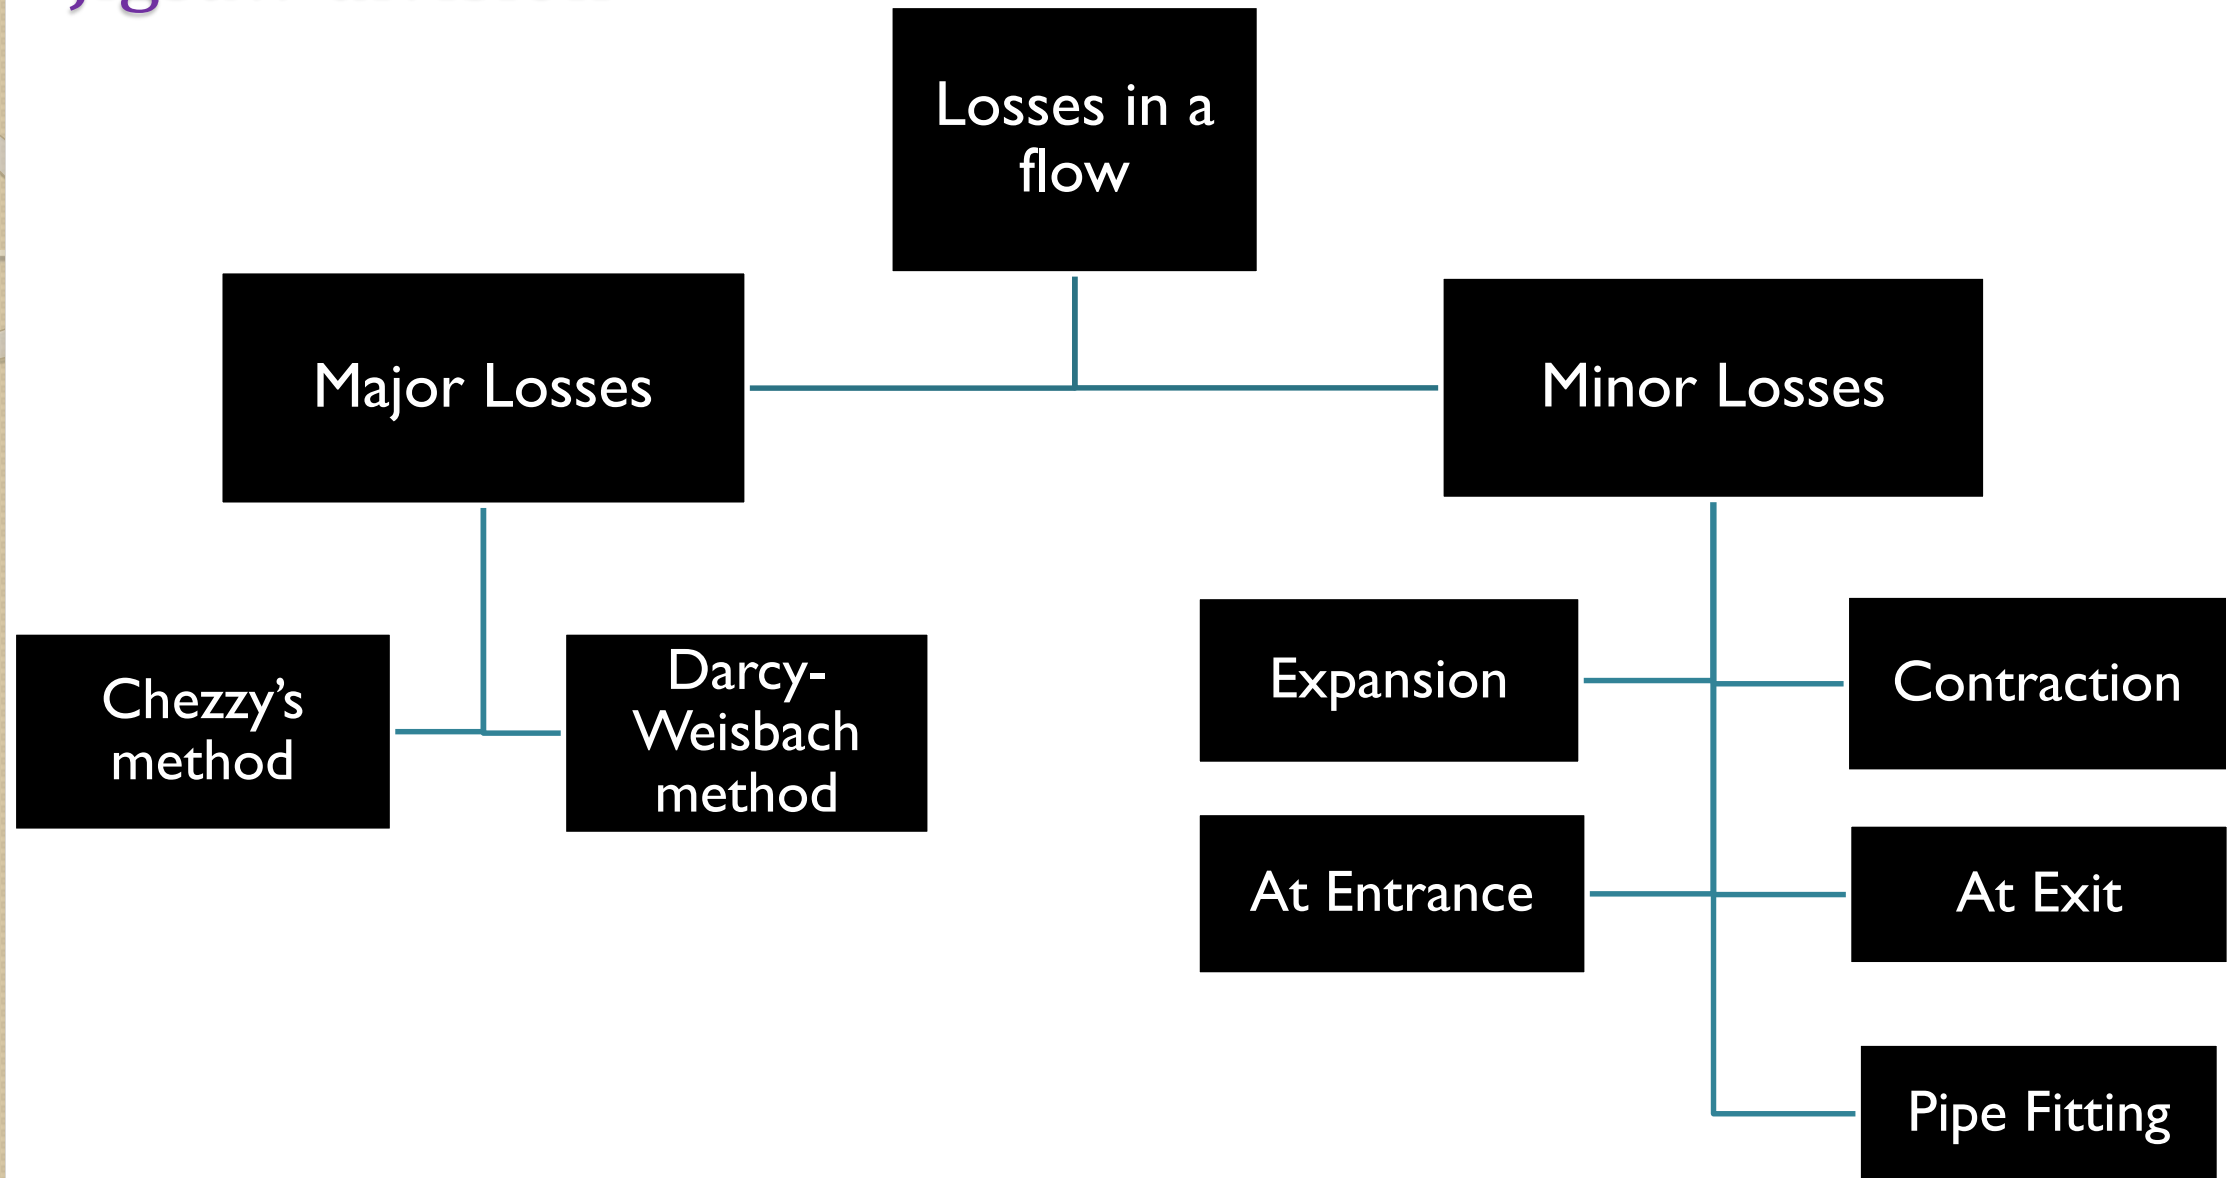 Losses in a
flow
Major Losses
Minor Losses
Chezzy’s
method
Darcy-
Weisbach
method
Expansion
Contraction
At Entrance
At Exit
Pipe Fitting